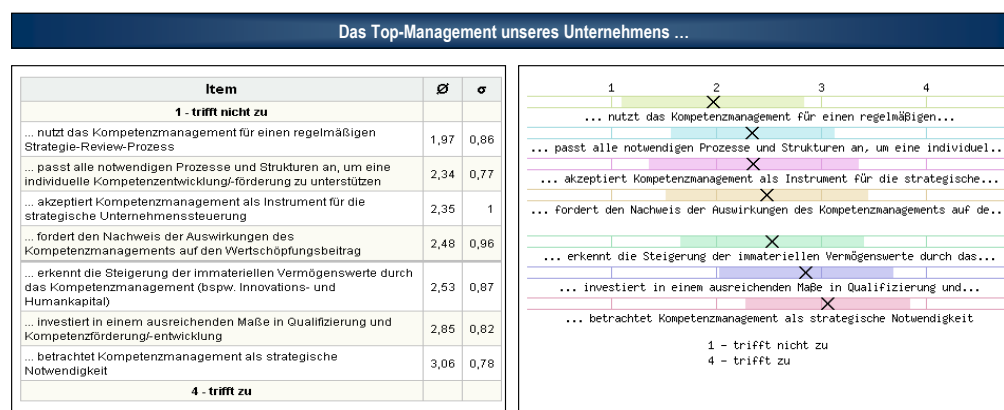 Das Top-Management unseres Unternehmens ...
Item Ø σ
1 - trifft nicht zu
... nutzt das Kompetenzmanagement für einen regelmäßigen
Strategie-Review-Prozess
1,97 0,86
... passt alle notwendigen Prozesse und Strukturen an, um eine
individuelle Kompetenzentwicklung/-förderung zu unterstützen
2,34 0,77
... akzeptiert Kompetenzmanagement als Instrument für die
strategische Unternehmenssteuerung
2,35 1
... fordert den Nachweis der Auswirkungen des
Kompetenzmanagements auf den Wertschöpfungsbeitrag
2,48 0,96
... erkennt die Steigerung der immateriellen Vermögenswerte durch
das Kompetenzmanagement (bspw. Innovations- und
Humankapital)
2,53 0,87
... investiert in einem ausreichenden Maße in Qualifizierung und
Kompetenzförderung/-entwicklung
2,85 0,82
... betrachtet Kompetenzmanagement als strategische
Notwendigkeit
3,06 0,78
4 - trifft zu
1 2 3 4
... nutzt das Kompetenzmanagement für einen regelmäßigen...
... passt alle notwendigen Prozesse und Strukturen an, um eine individuel...
... akzeptiert Kompetenzmanagement als Instrument für die strategische...
... fordert den Nachweis der Auswirkungen des Kompetenzmanagements auf de...
... erkennt die Steigerung der immateriellen Vermögenswerte durch das...
... investiert in einem ausreichenden Maße in Qualifizierung und...
... betrachtet Kompetenzmanagement als strategische Notwendigkeit
1 - trifft nicht zu
4 - trifft zu